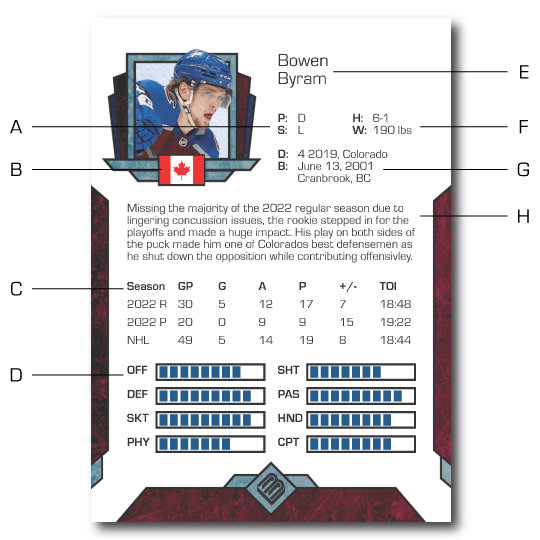 Bowen
Byram
E
A
P: D H: 6-1
S: L W: 190 lbs
F
B
D: 4 2019, Colorado
B: June 13, 2001
Cranbrook, BC
G
Missing the majority of the 2022 regular season due to
lingering concussion issues, the rookie stepped in for the
playoffs and made a huge impact. His play on both sides of
the puck made him one of Colorados best defensemen as
he shut down the opposition while contributing offensivley.
H
C
Season GP G A P +/- TOI
2022 R 30 5 12 17 7 18:48
2022 P 20 0 9 9 15 19:22
NHL 49 5 14 19 8 18:44
D
OFF SHT
DEF PAS
SKT HND
PHY CPT